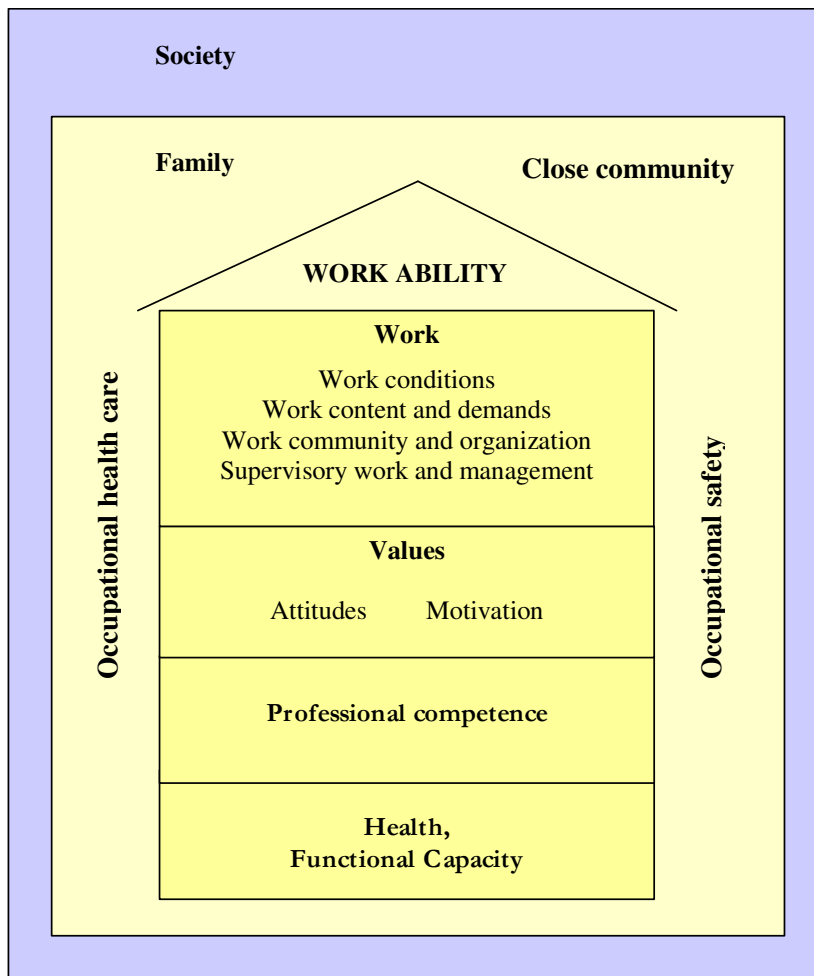 Society
Family
Close community
WORK ABILITY
Work
Work conditions
Work content and demands
Work community and organization
Supervisory work and management
Occupational health care
Occupational safety
Values
Attitudes Motivation
Professional competence
Health,
Functional Capacity